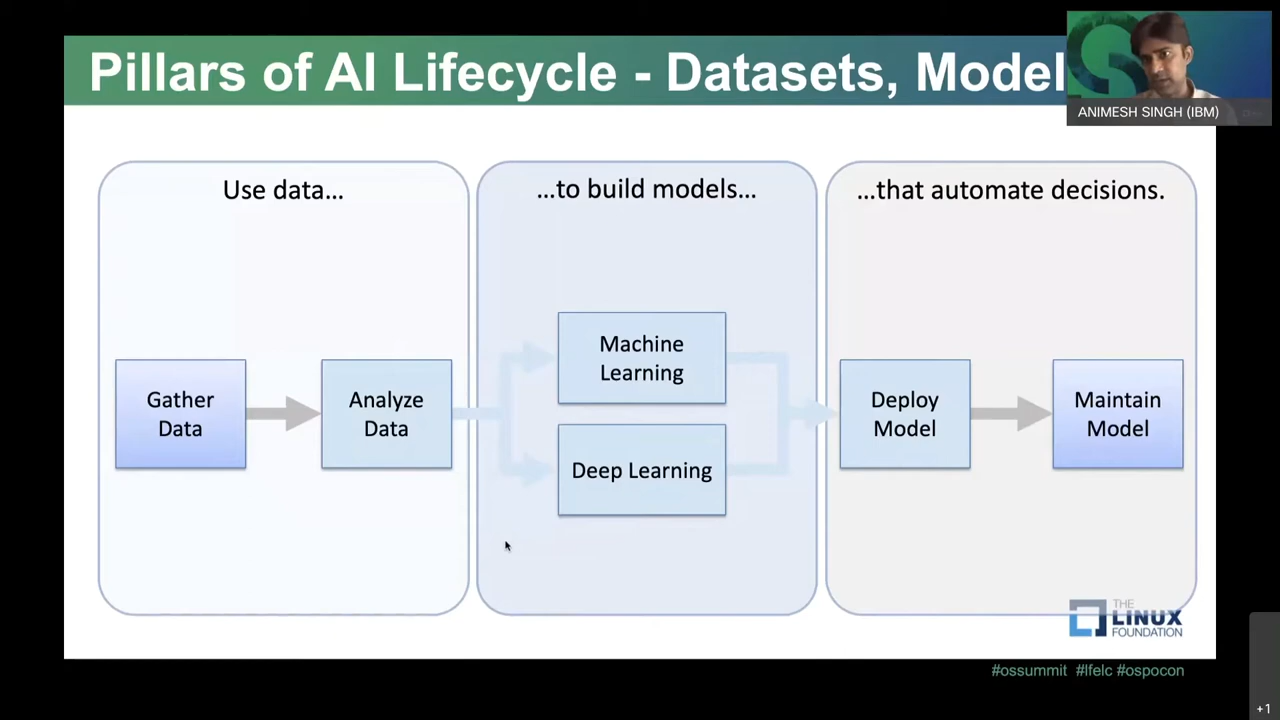 Pillars of AI Lifecycle - Datasets, Model
ANIMESH SINGH (IBM)
Use data…
…to build models…
…that automate decisions.
Gather
Data
Analyze
Data
Machine
Learning
Deep Learning
Deploy
Model
Maintain
Model
THE
LINUX
FOUNDATION
#ossummit #lfelc #ospocon
+1